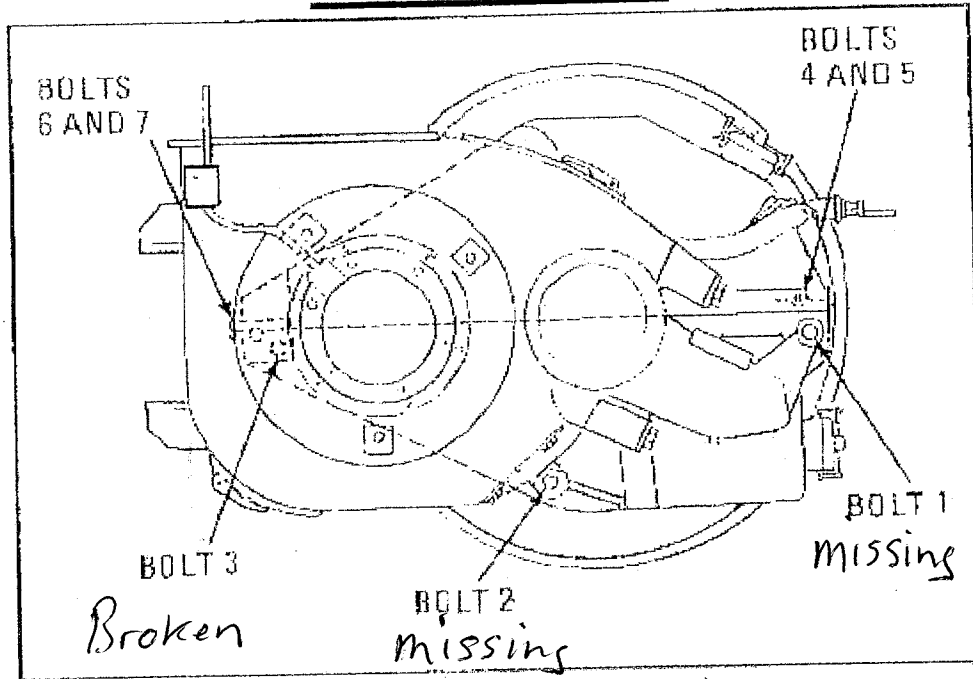 BOLTS
4 AND 5
BOLTS
6 AND 7
BOLT 1
missing
BOLT 3
Broken
BOLT 2
missing